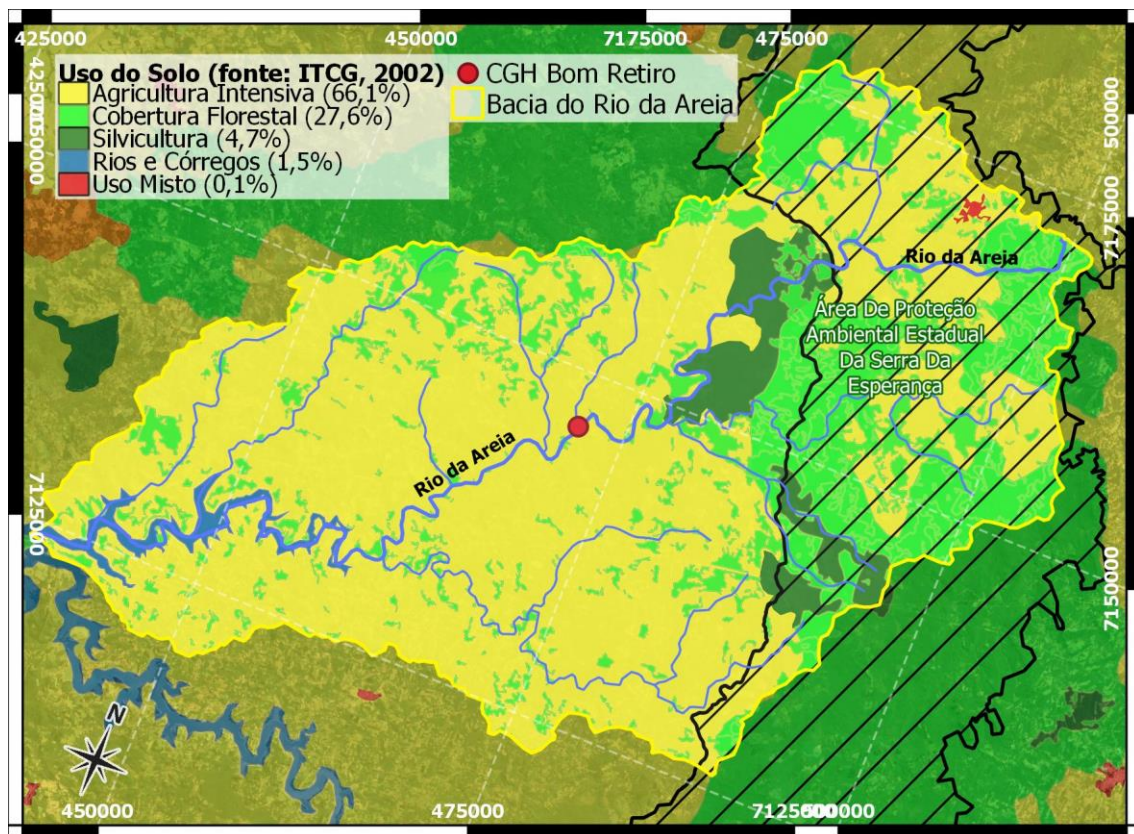 425000
450000
7175000
475000
Uso do Solo (fonte: ITCG, 2002)
Agricultura Intensiva (66,1%)
Cobertura Florestal (27,6%)
Silvicultura (4,7%)
Rios e Córregos (1,5%)
Uso Misto (0,1%)
CGH Bom Retiro
Bacia do Rio da Areia
500000
7175000
Rio da Areia
Área De Proteção
Ambiental Estadual
Da Serra Da
Esperança
Rio da Areia
7125000
7150000
N
450000
475000
7125000